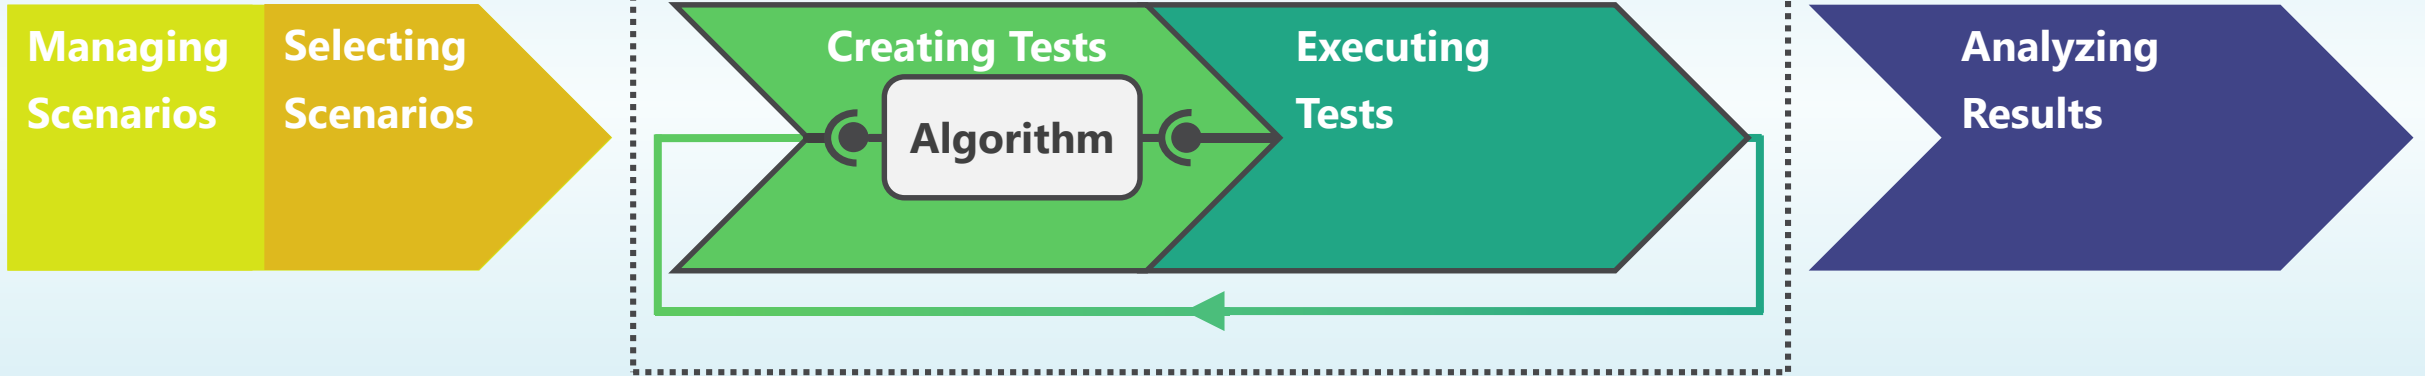 Managing
Scenarios
Selecting
Scenarios
Creating Tests
Algorithm
Executing
Tests
Analyzing
Results